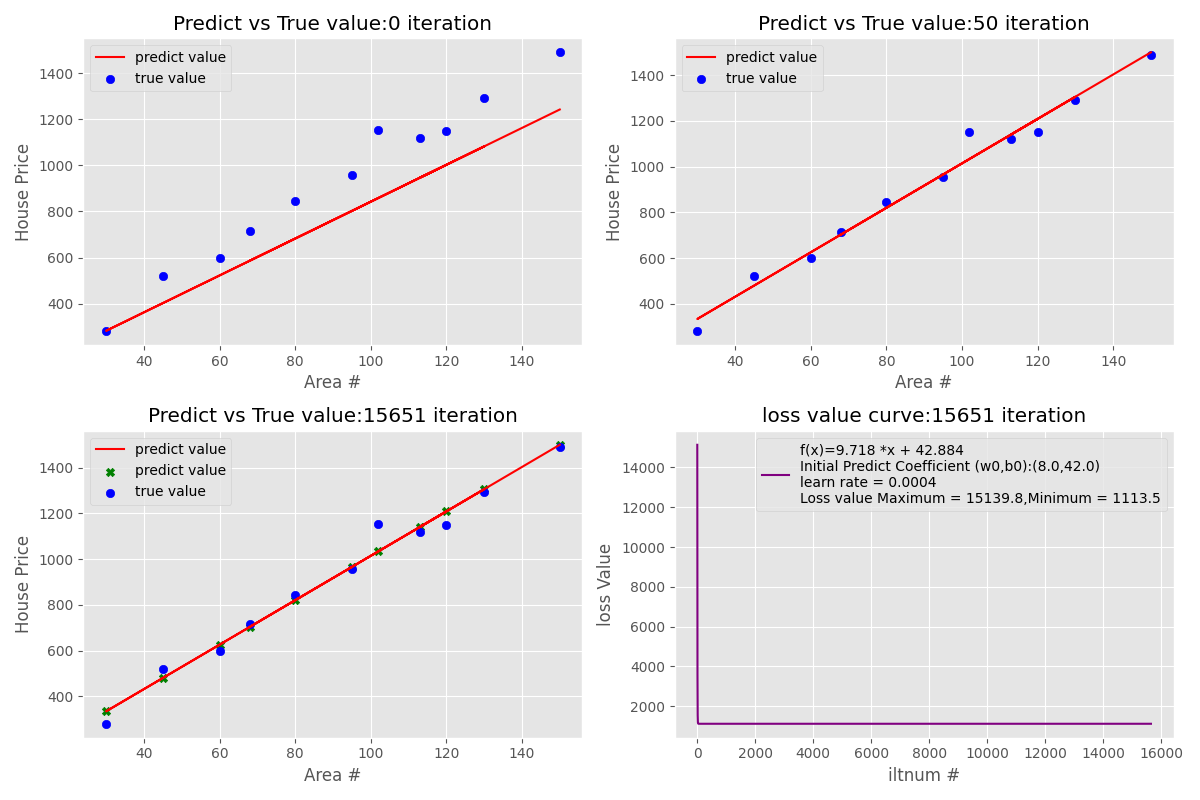 Predict vs True value:0 iteration
predict value
true value
1400
1200
1000
800
600
400
House Price
40 60 80 100 120 140
Area #
Predict vs True value:50 iteration
predict value
true value
1400
1200
1000
800
600
400
House Price
40 60 80 100 120 140
Area #
Predict vs True value:15651 iteration
predict value
predict value
true value
1400
1200
1000
800
600
400
House Price
40 60 80 100 120 140
Area #
loss value curve:15651 iteration
f(x)=9.718 *x + 42.884
Initial Predict Coefficient (w0,b0):(8.0,42.0)
learn rate = 0.0004
Loss value Maximum = 15139.8,Minimum = 1113.5
14000
12000
10000
8000
6000
4000
2000
loss Value
0 2000 4000 6000 8000 10000 12000 14000 16000
iltnum #